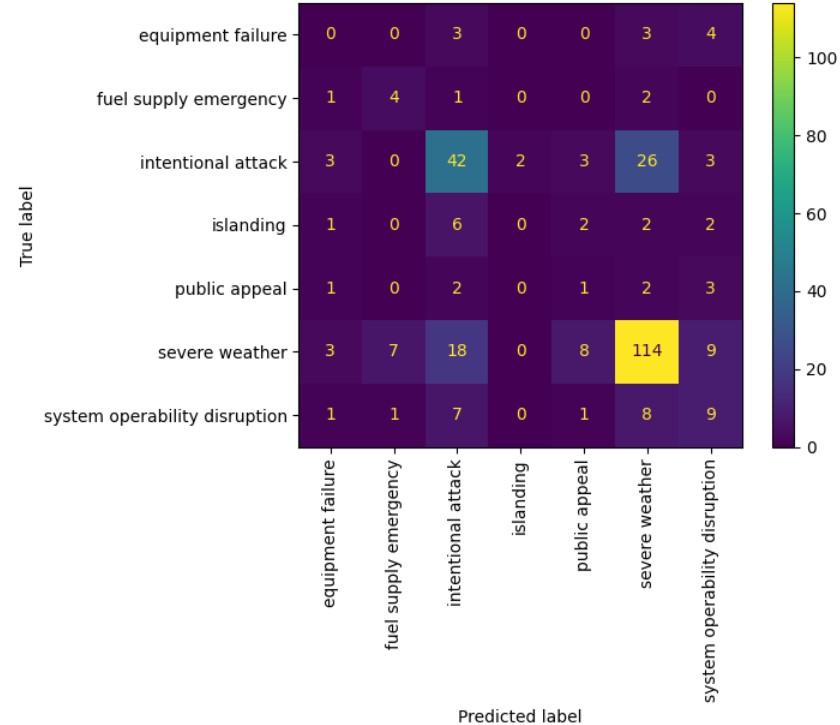 equipment failure 0 0 3 0 0 3 4
fuel supply emergency 1 4 1 0 0 2 0
intentional attack 3 0 42 2 3 26 3
islanding 1 0 6 0 2 2 2
public appeal 1 0 2 0 1 2 3
severe weather 3 7 18 0 8 114 9
system operability disruption 1 1 7 0 1 8 9
True label
equipment failure
fuel supply emergency
intentional attack
islanding
public appeal
severe weather
system operability disruption
Predicted label
100
80
60
40
20
0